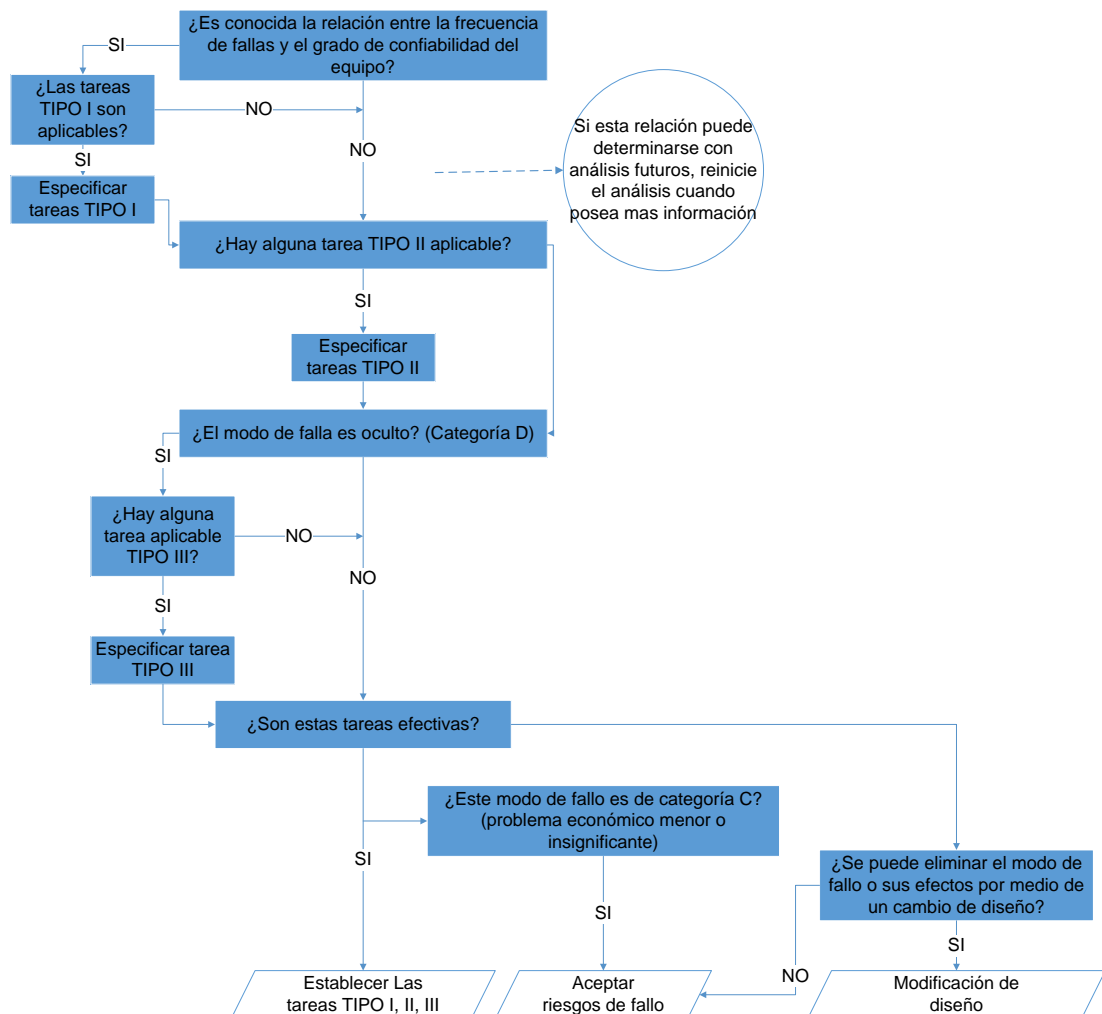 ¿Es conocida la relación entre la frecuencia
de fallas y el grado de confiabilidad del
equipo?
SI
¿Las tareas
TIPO I son
aplicables?
NO
NO
SI
Especificar
tareas TIPO I
Si esta relación puede
determinarse con
análisis futuros, reinicie
el análisis cuando
posea mas información
¿Hay alguna tarea TIPO II aplicable?
SI
Especificar
tareas TIPO II
¿El modo de falla es oculto? (Categoría D)
SI
¿Hay alguna
tarea aplicable
TIPO III?
NO
NO
SI
Especificar tarea
TIPO III
¿Son estas tareas efectivas?
¿Este modo de fallo es de categoría C?
(problema económico menor o
insignificante)
SI
¿Se puede eliminar el modo de
fallo o sus efectos por medio de
un cambio de diseño?
SI
SI
NO
Establecer Las
tareas TIPO I, II, III
Aceptar
riesgos de fallo
Modificación de
diseño